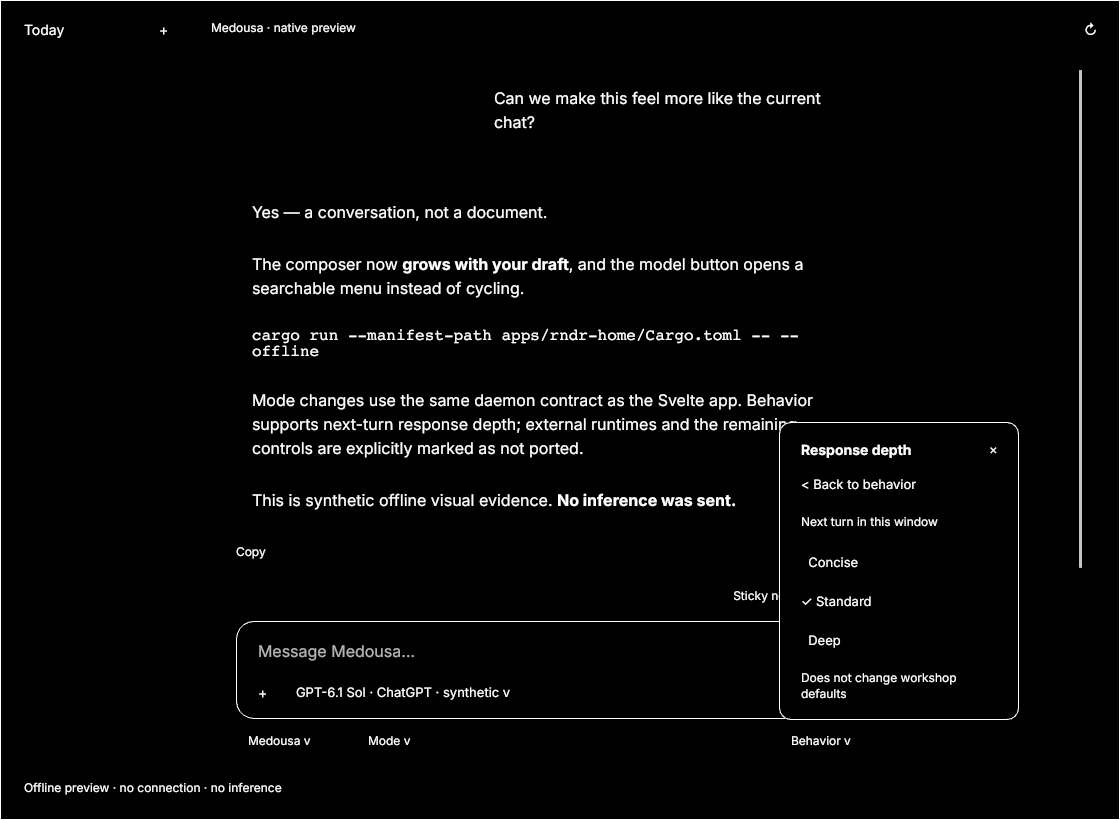 Today
+
Medousa · native preview
Can we make this feel more like the current
chat?
Yes — a conversation, not a document.
The composer now grows with your draft, and the model button opens a
searchable menu instead of cycling.
cargo run --manifest-path apps/rndr-home/Cargo.toml -- --
offline
Mode changes use the same daemon contract as the Svelte app. Behavior
supports next-turn response depth; external runtimes and the remaining
controls are explicitly marked as not ported.
This is synthetic offline visual evidence. No inference was sent.
Copy
Sticky
Message Medousa...
+ GPT-6.1 Sol · ChatGPT · synthetic v
Medousa v
Mode v
Behavior v
Response depth ×
< Back to behavior
Next turn in this window
Concise
✓ Standard
Deep
Does not change workshop
defaults
Offline preview · no connection · no inference